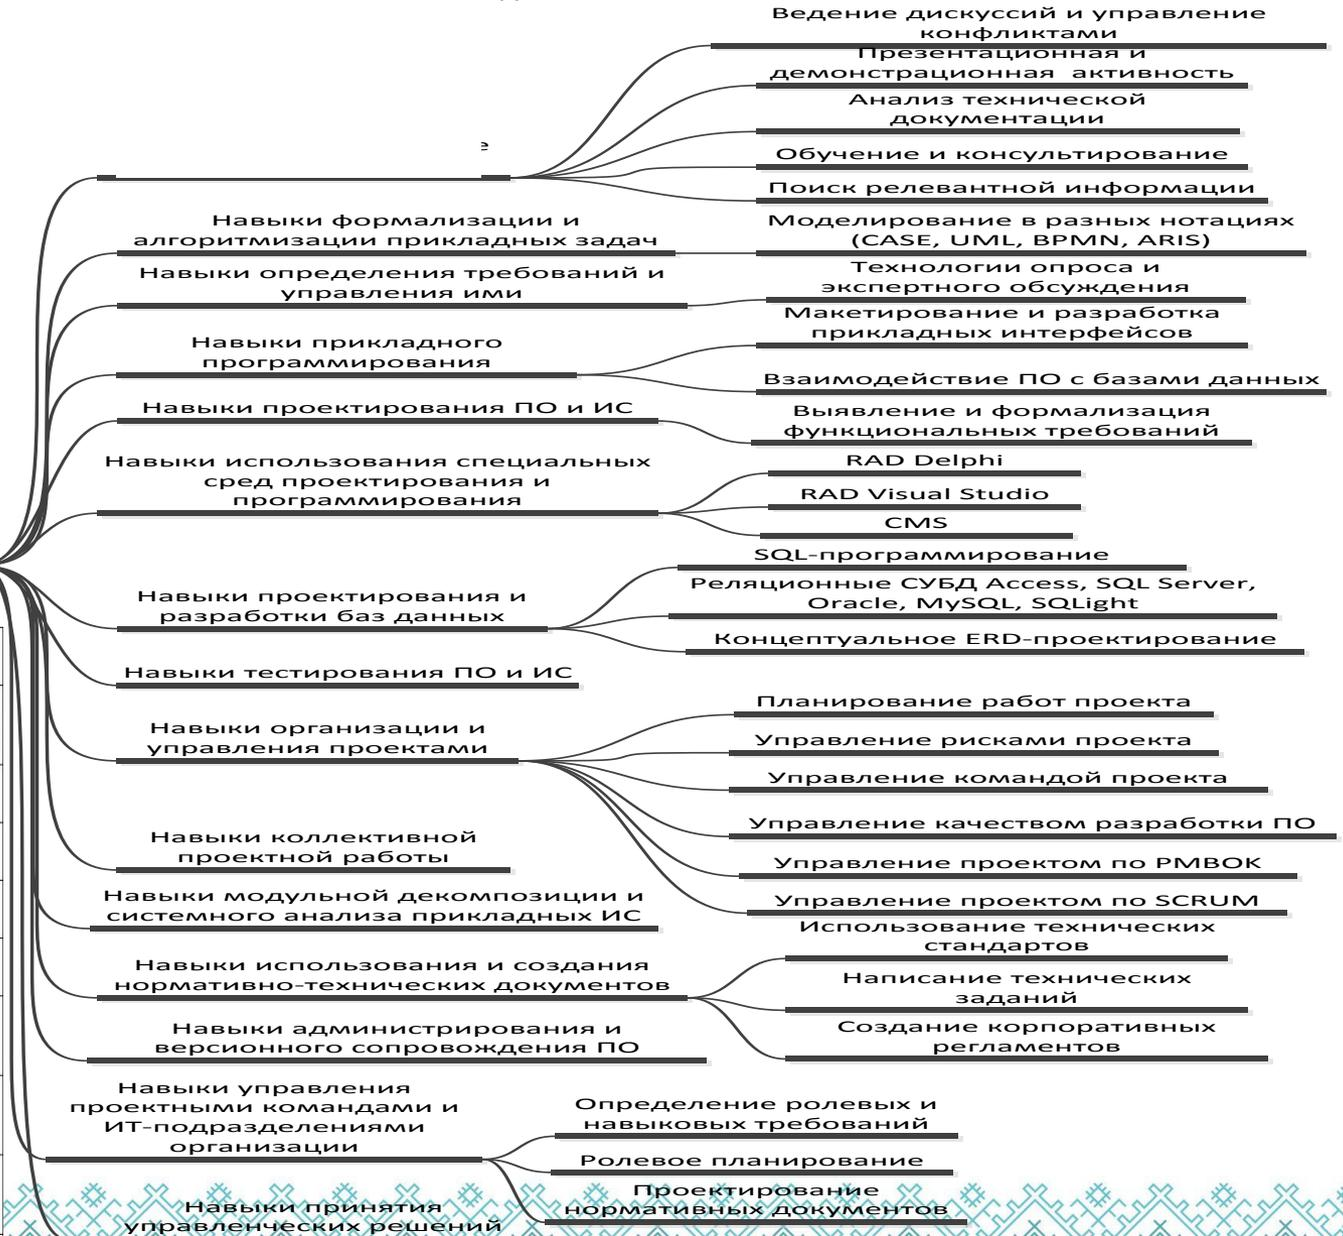 Ведение дискуссий и управление
конфликтами
Презентационная и
демонстрационная активность
Анализ технической
документации
Обучение и консультирование
Поиск релевантной информации
Навыки формализации и
алгоритмизации прикладных задач
Моделирование в разных нотациях
(CASE, UML, BPMN, ARIS)
Навыки определения требований и
управления ими
Технологии опроса и
экспертного обсуждения
Навыки прикладного
программирования
Макетирование и разработка
прикладных интерфейсов
Взаимодействие ПО с базами данных
Навыки проектирования ПО и ИС
Выявление и формализация
функциональных требований
Навыки использования специальных
сред проектирования и
программирования
RAD Delphi
RAD Visual Studio
CMS
Навыки проектирования и
разработки баз данных
SQL-программирование
Реляционные СУБД Access, SQL Server,
Oracle, MySQL, SQLight
Концептуальное ERD-проектирование
Навыки тестирования ПО и ИС
Навыки организации и
управления проектами
Планирование работ проекта
Управление рисками проекта
Управление командой проекта
Управление качеством разработки ПО
Управление проектом по PMBOK
Управление проектом по SCRUM
Навыки коллективной
проектной работы
Навыки модульной декомпозиции и
системного анализа прикладных ИС
Навыки использования и создания
нормативно-технических документов
Использование технических
стандартов
Написание технических
заданий
Создание корпоративных
регламентов
Навыки администрирования и
версионного сопровождения ПО
Навыки управления
проектными командами и
ИТ-подразделениями
организации
Определение ролевых и
навыковых требований
Ролевое планирование
Проектирование
нормативных документов
Навыки принятия
управленческих решений